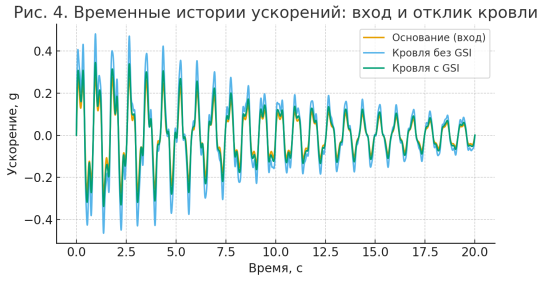 Рис. 4. Временные истории ускорений: вход и отклик кровли
Основание (вход)
Кровля без GSI
Кровля с GSI
Ускорение, g
0.4
0.2
0.0
−0.2
−0.4
0.0 2.5 5.0 7.5 10.0 12.5 15.0 17.5 20.0
Время, с